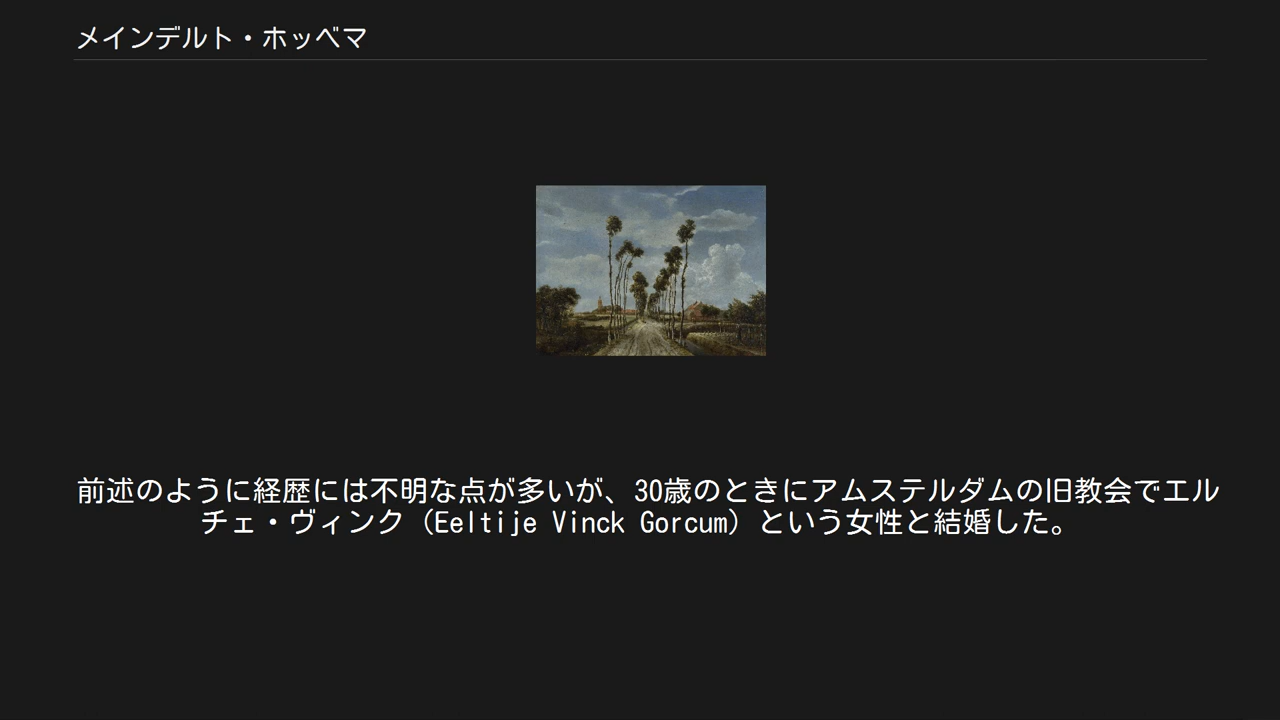 メインデルト・ホッベマ
前述のように経歴には不明な点が多いが、30歳のときにアムステルダムの旧教会でエル
チェ・ヴィンク（Eeltije Vinck Gorcum）という女性と結婚した。